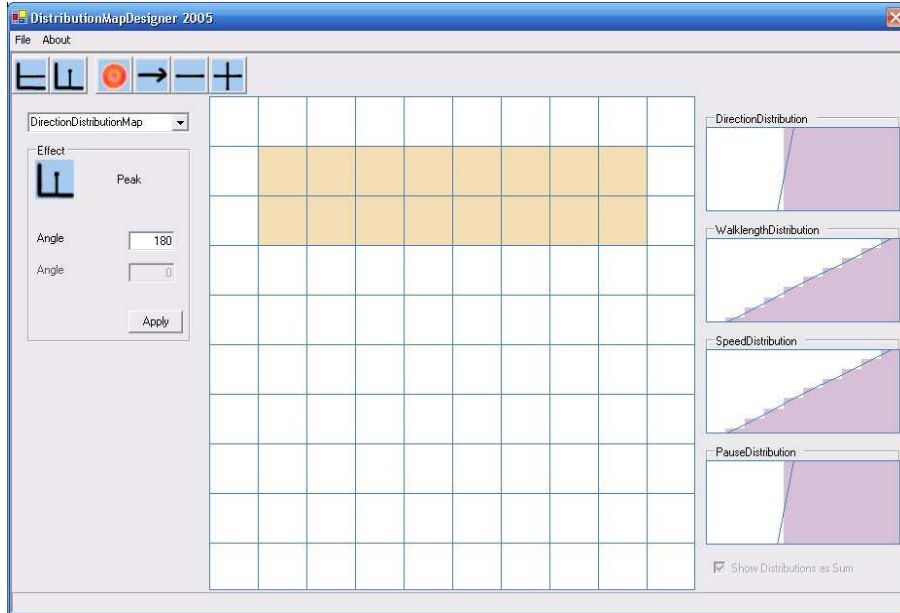 DistributionMapDesigner 2005
File About
DirectionDistributionMap
Effect
Peak
Angle 180
Angle 0
Apply
DirectionDistribution
WalklengthDistribution
SpeedDistribution
PauseDistribution
Show Distributions as Sum